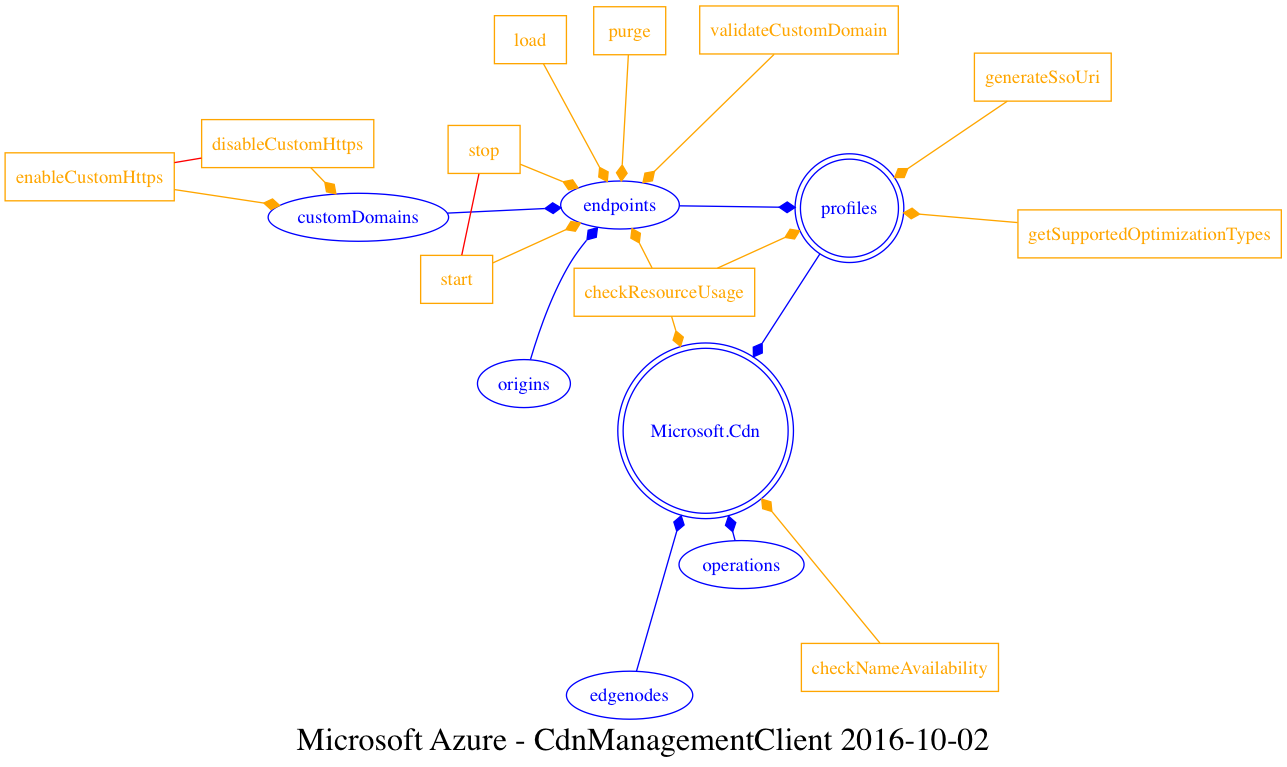 purge
validateCustomDomain
load
generateSsoUri
disableCustomHttps
stop
enableCustomHttps
endpoints
profiles
customDomains
getSupportedOptimizationTypes
start
checkResourceUsage
origins
Microsoft.Cdn
operations
checkNameAvailability
edgenodes
Microsoft Azure - CdnManagementClient 2016-10-02